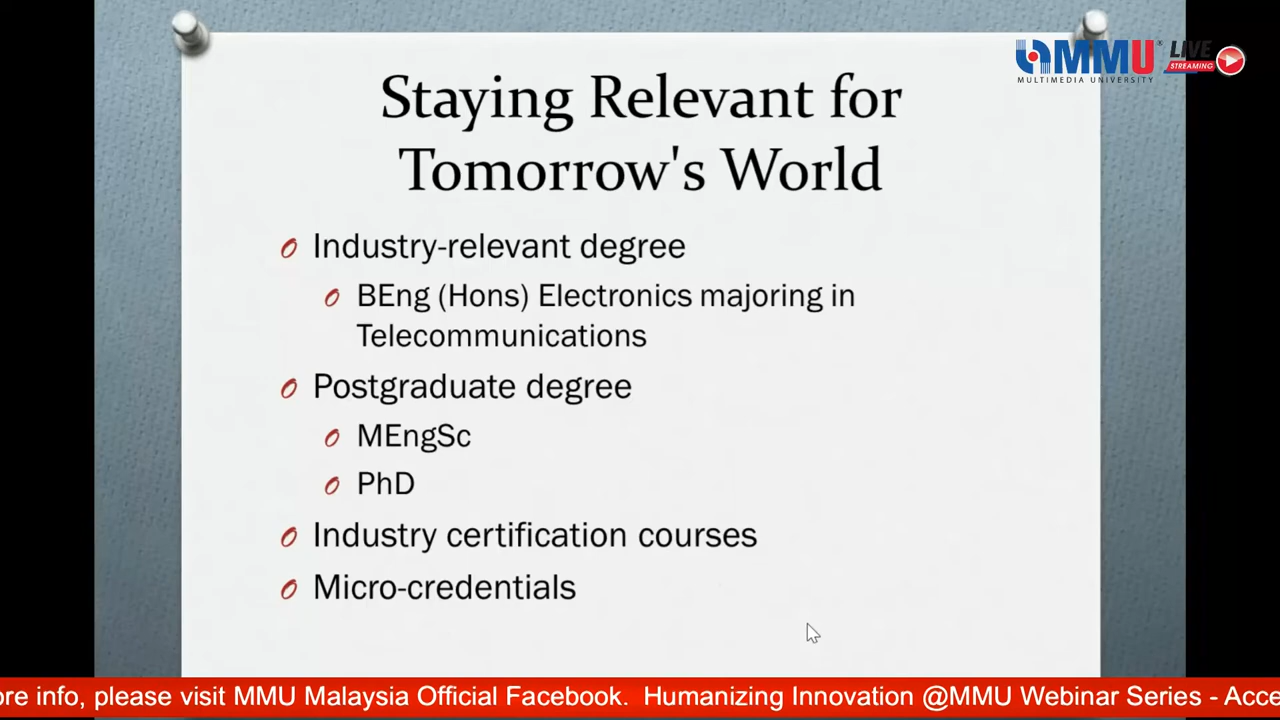 MMU
MULTIMEDIA UNIVERSITY
LIVE
STREAMING
Staying Relevant for
Tomorrow's World
Industry-relevant degree
BEng (Hons) Electronics majoring in
Telecommunications
Postgraduate degree
MEngSc
PhD
Industry certification courses
Micro-credentials
ore info, please visit MMU Malaysia Official Facebook. Humanizing Innovation @MMU Webinar Series - Acce